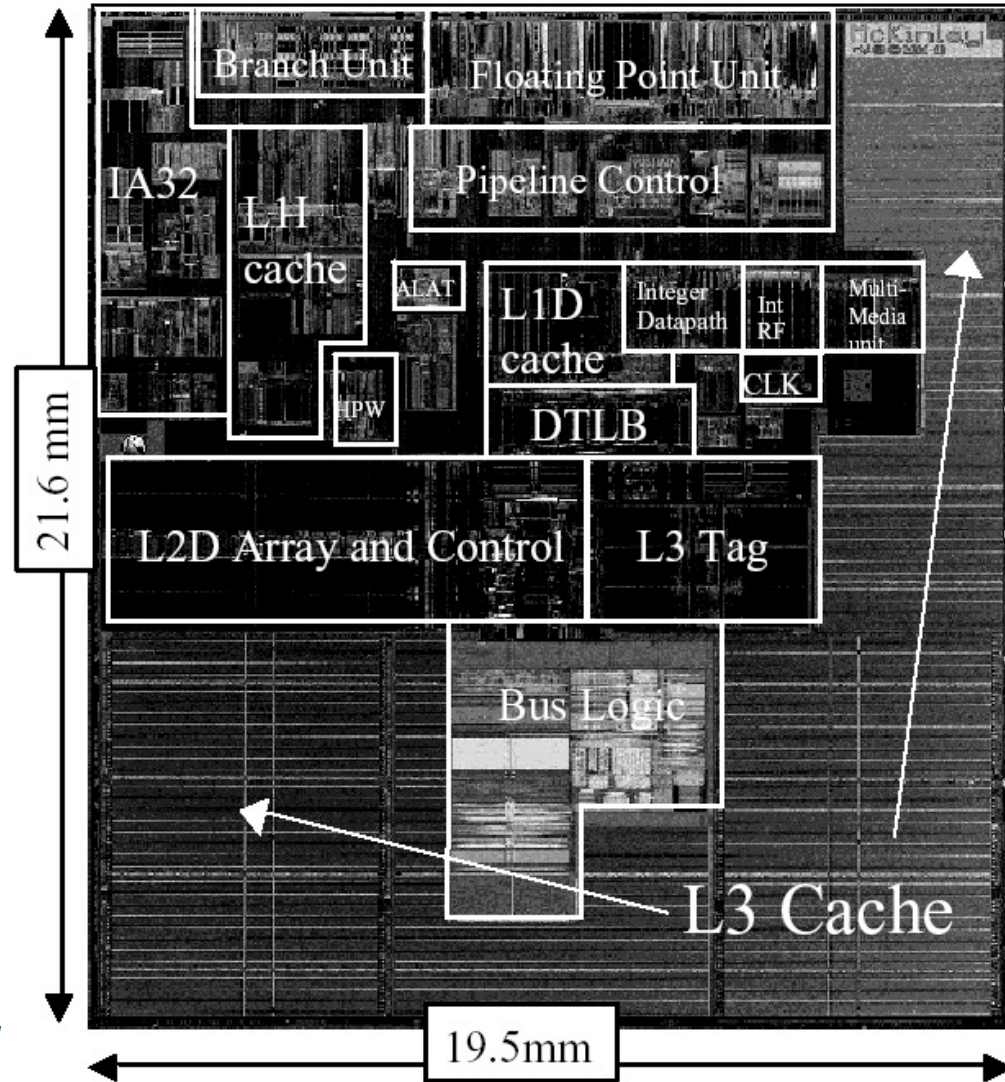 McKinley
Branch Unit
Floating Point Unit
IA32
Pipeline Control
L1I
cache
ALAT
L1D
cache
Integer
Datapath
Int
RF
Multi-
Media
unit
CLK
HPW
DTLB
21.6 mm
L2D Array and Control
L3 Tag
Bus Logic
L3 Cache
19.5mm